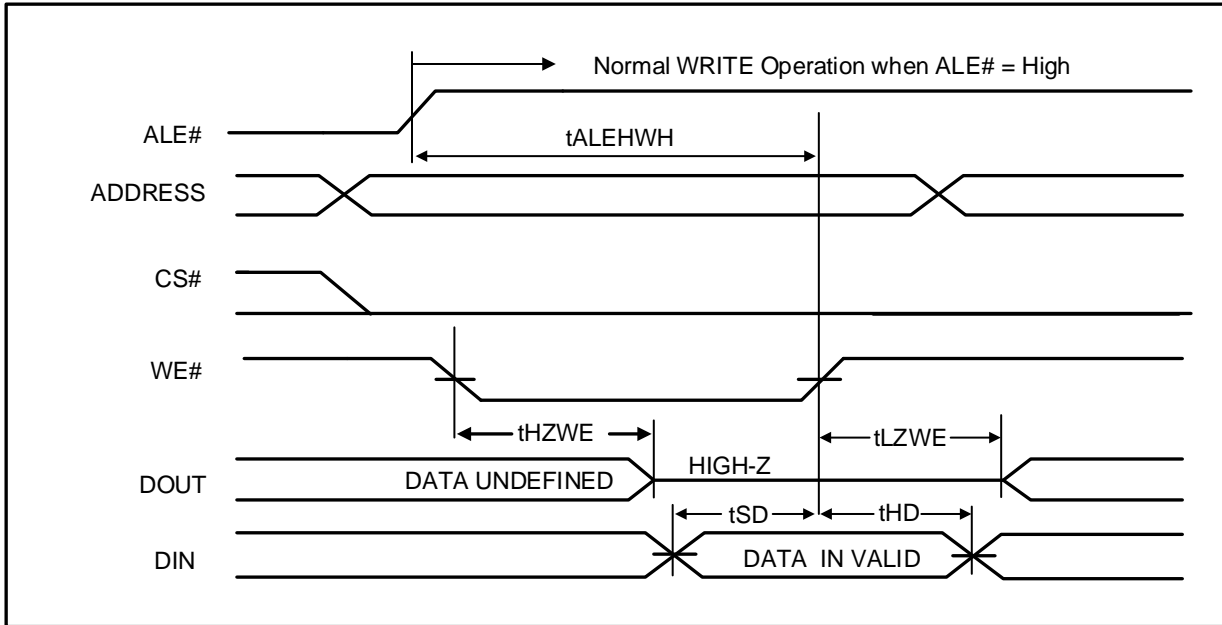 Normal WRITE Operation when ALE# = High
ALE#
tALEHWH
ADDRESS
CS#
WE#
tHZWE
tLZWE
DOUT
DATA UNDEFINED
HIGH-Z
tSD
tHD
DIN
DATA IN VALID